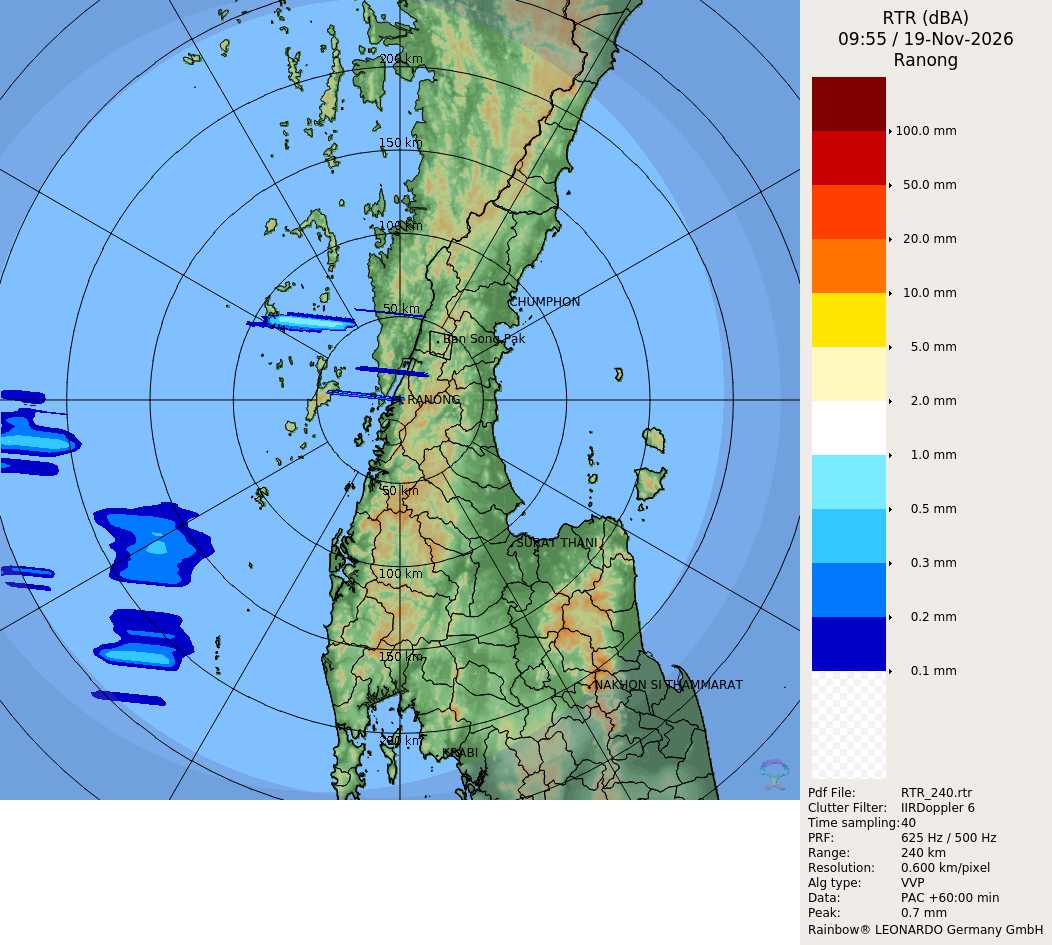 200 km
150 km
100 km
50 km
CHUMPHON
Ban Song Pak
RANONG
50 km
SURAT THANI
100 km
150 km
NAKHON SI THAMMARAT
200 km
KRABI
RTR (dBA)
09:55 / 19-Nov-2026
Ranong
100.0 mm
50.0 mm
20.0 mm
10.0 mm
5.0 mm
2.0 mm
1.0 mm
0.5 mm
0.3 mm
0.2 mm
0.1 mm
Pdf File: RTR_240.rtr
Clutter Filter: IIRDoppler 6
Time sampling: 40
PRF: 625 Hz / 500 Hz
Range: 240 km
Resolution: 0.600 km/pixel
Alg type: VVP
Data: PAC +60:00 min
Peak: 0.7 mm
Rainbow® LEONARDO Germany GmbH